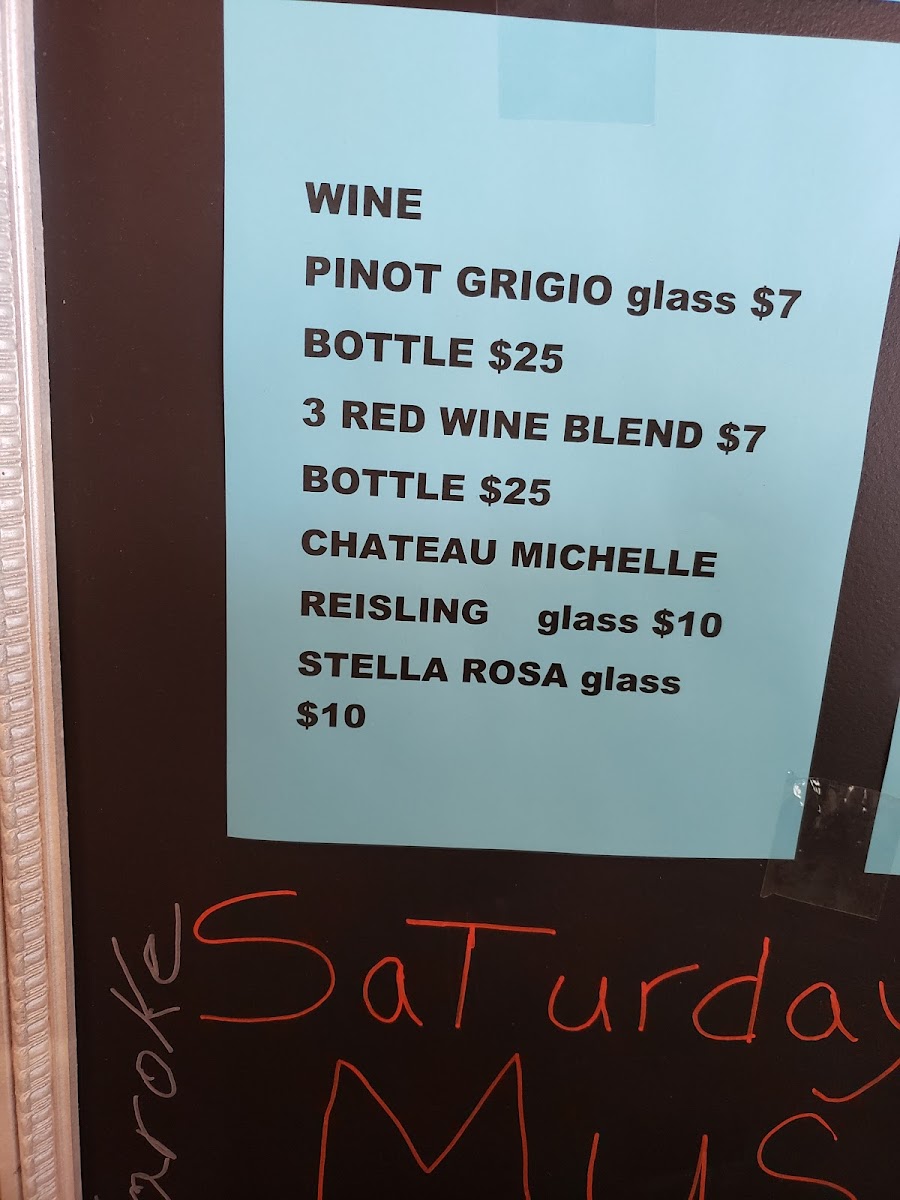 WINE
PINOT GRIGIO glass $7
BOTTLE $25
3 RED WINE BLEND $7
BOTTLE $25
CHATEAU MICHELLE
REISLING glass $10
STELLA ROSA glass
$10
SaTurday